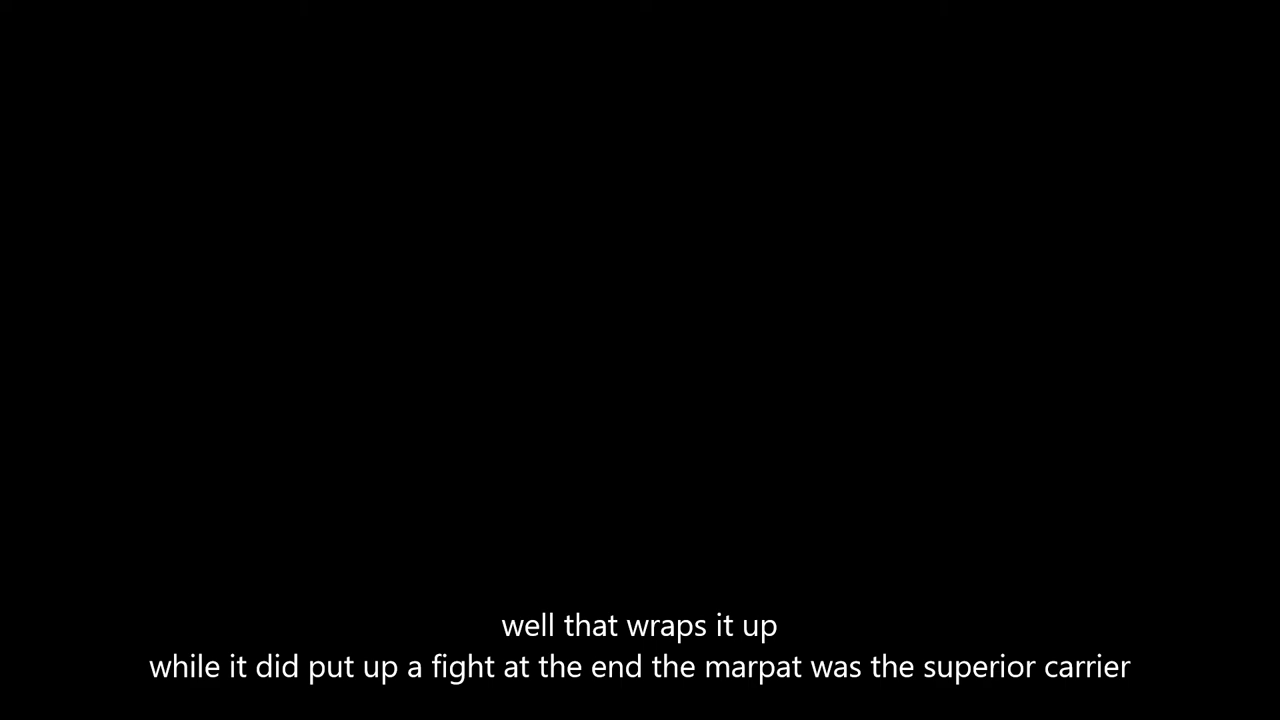 well that wraps it up
while it did put up a fight at the end the marpat was the superior carrier